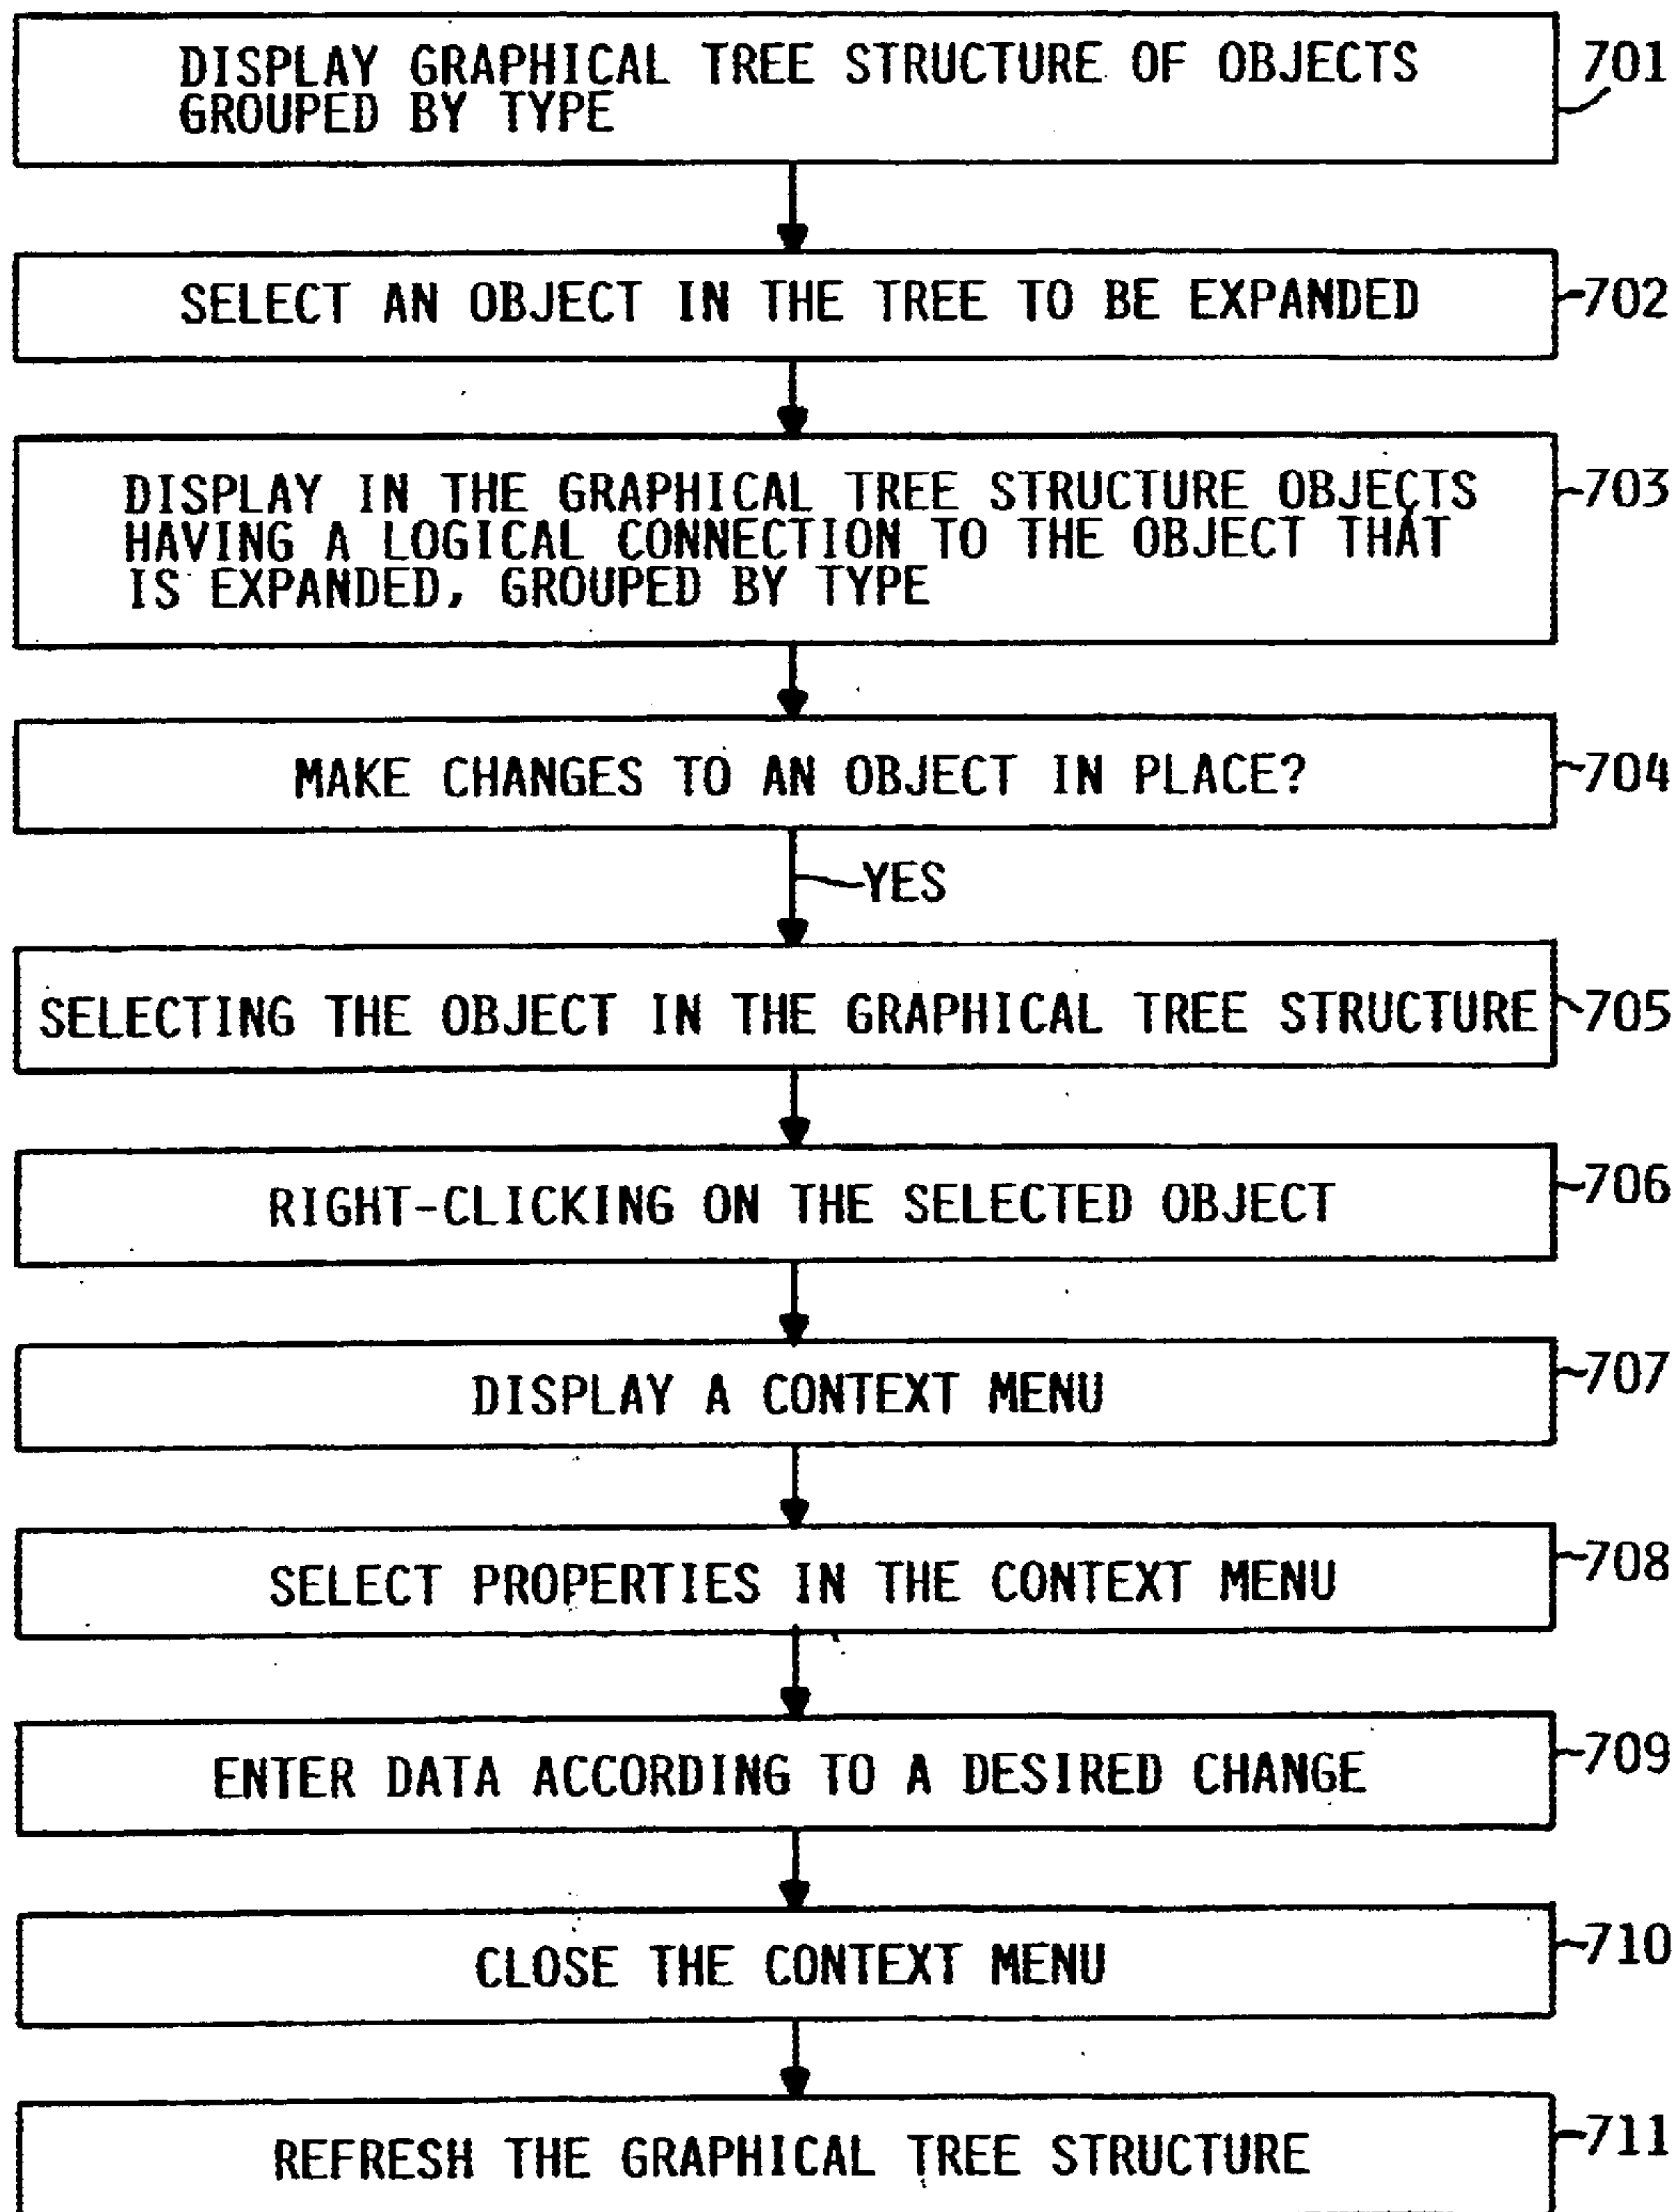 DISPLAY GRAPHICAL TREE STRUCTURE OF OBJECTS
GROUPED BY TYPE
701
SELECT AN OBJECT IN THE TREE TO BE EXPANDED
702
DISPLAY IN THE GRAPHICAL TREE STRUCTURE OBJECTS
HAVING A LOGICAL CONNECTION TO THE OBJECT THAT
IS EXPANDED, GROUPED BY TYPE
703
MAKE CHANGES TO AN OBJECT IN PLACE?
704
YES
SELECTING THE OBJECT IN THE GRAPHICAL TREE STRUCTURE
705
RIGHT-CLICKING ON THE SELECTED OBJECT
706
DISPLAY A CONTEXT MENU
707
SELECT PROPERTIES IN THE CONTEXT MENU
708
ENTER DATA ACCORDING TO A DESIRED CHANGE
709
CLOSE THE CONTEXT MENU
710
REFRESH THE GRAPHICAL TREE STRUCTURE
711